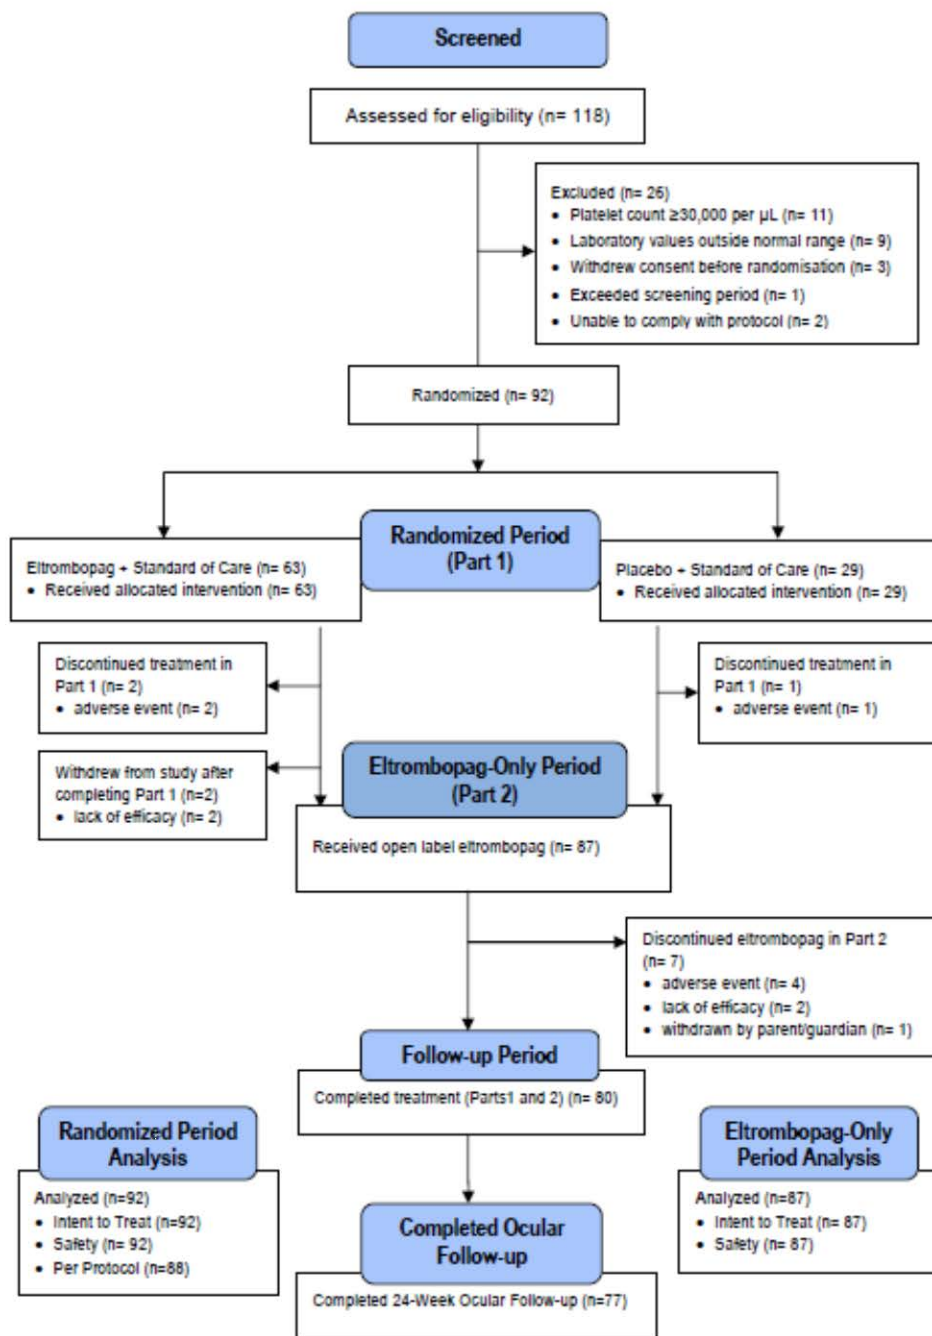 Screened
Assessed for eligibility (n= 118)
Excluded (n= 26)
• Platelet count ≥30,000 per µL (n= 11)
• Laboratory values outside normal range (n= 9)
• Withdrew consent before randomisation (n= 3)
• Exceeded screening period (n= 1)
• Unable to comply with protocol (n= 2)
Randomized (n= 92)
Randomized Period
(Part 1)
Eltrombopag + Standard of Care (n= 63)
• Received allocated intervention (n= 63)
Placebo + Standard of Care (n= 29)
• Received allocated intervention (n= 29)
Discontinued treatment in
Part 1 (n= 2)
• adverse event (n= 2)
Discontinued treatment in
Part 1 (n= 1)
• adverse event (n= 1)
Withdrew from study after
completing Part 1 (n=2)
• lack of efficacy (n= 2)
Eltrombopag-Only Period
(Part 2)
Received open label eltrombopag (n= 87)
Discontinued eltrombopag in Part 2
(n= 7)
• adverse event (n= 4)
• lack of efficacy (n= 2)
• withdrawn by parent/guardian (n= 1)
Follow-up Period
Completed treatment (Parts1 and 2) (n= 80)
Randomized Period
Analysis
Analyzed (n=92)
• Intent to Treat (n=92)
• Safety (n= 92)
• Per Protocol (n=88)
Eltrombopag-Only
Period Analysis
Analyzed (n=87)
• Intent to Treat (n= 87)
• Safety (n= 87)
Completed Ocular
Follow-up
Completed 24-Week Ocular Follow-up (n=77)